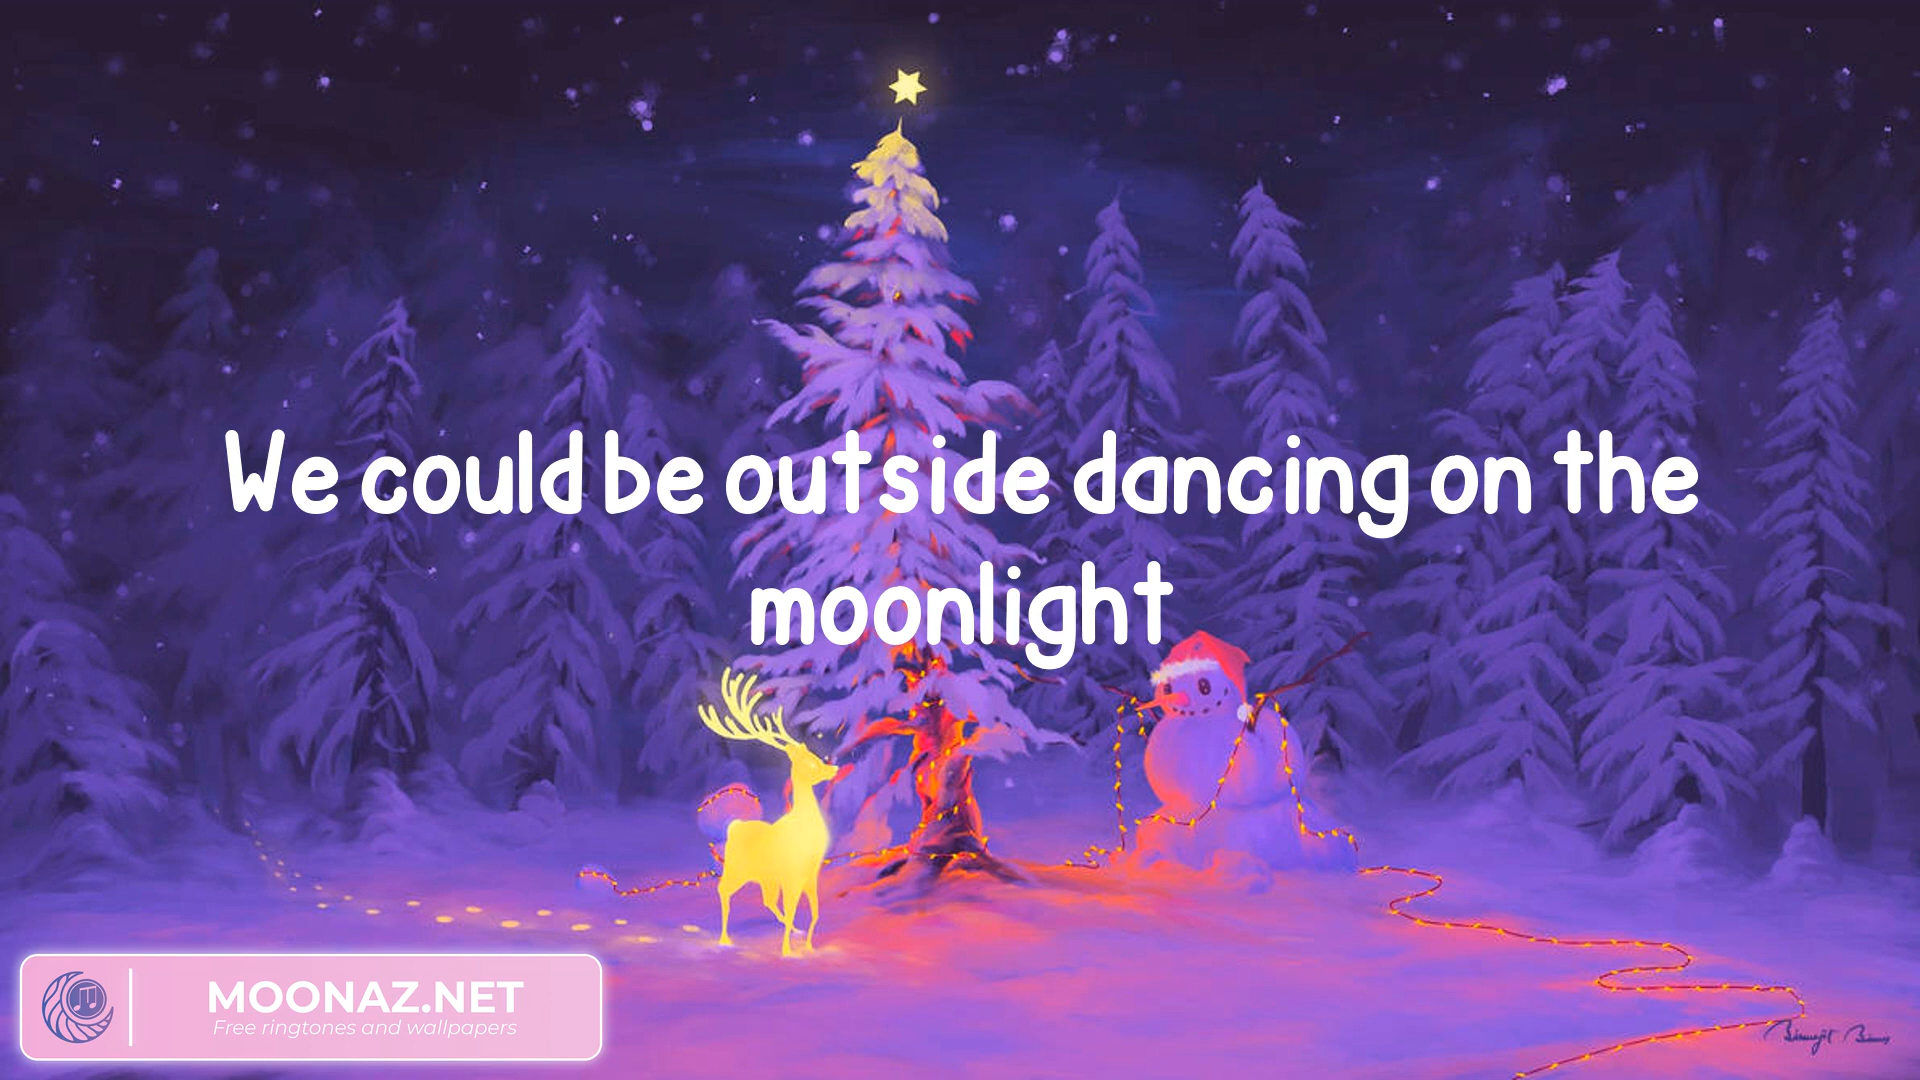 We could be outside dancing on the
moonlight
MOONAZ.NET
Free ringtones and wallpapers